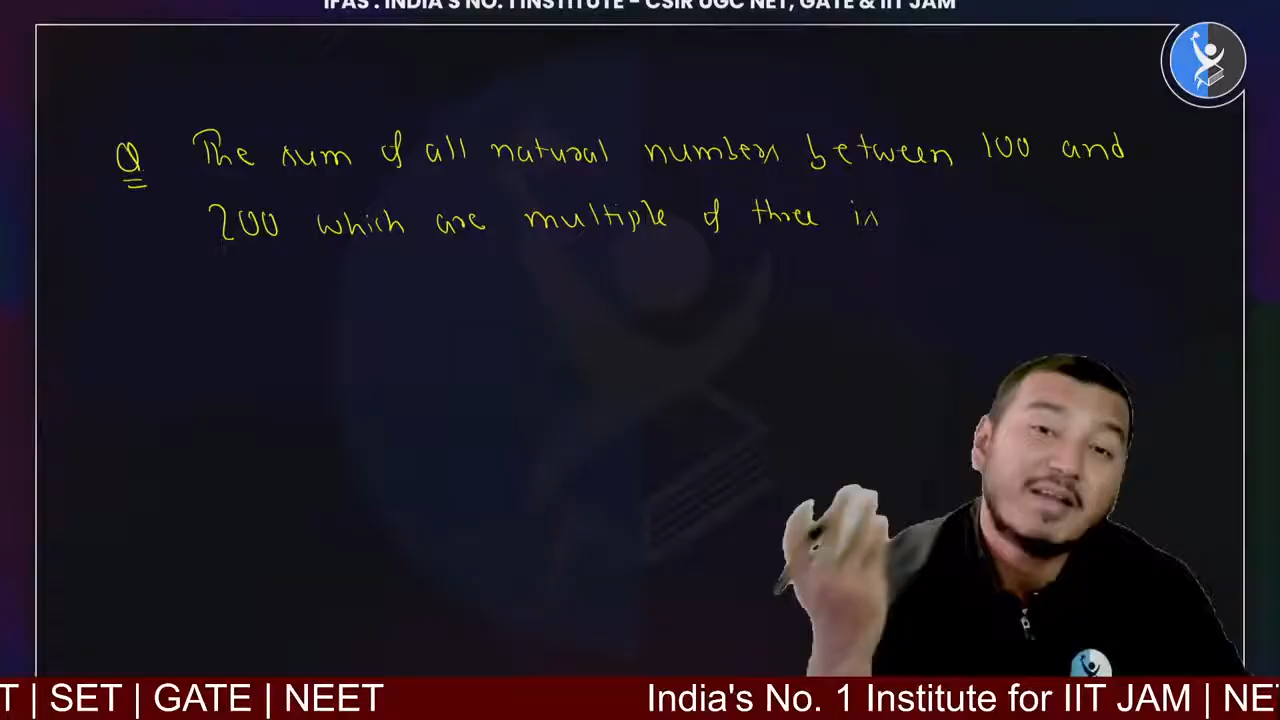 IFAS : INDIA'S NO. 1 INSTITUTE - CSIR UGC NET, GATE & IIT JAM
Q The sum of all natural numbers between 100 and
200 which are multiple of three is
T | SET | GATE | NEET India's No. 1 Institute for IIT JAM | NE